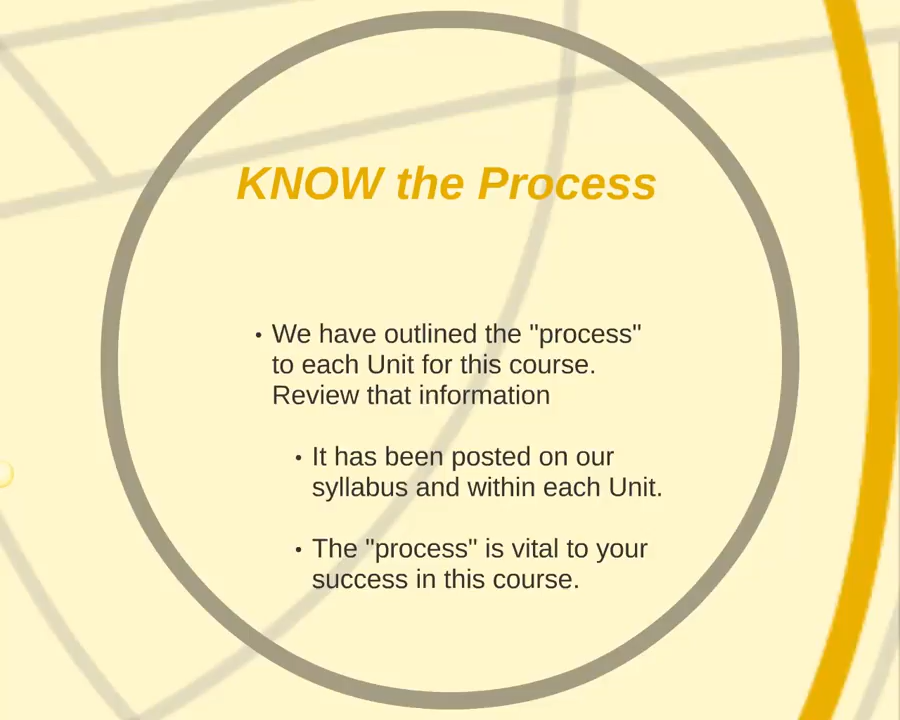 KNOW the Process
• We have outlined the "process"
to each Unit for this course.
Review that information
• It has been posted on our
syllabus and within each Unit.
• The "process" is vital to your
success in this course.